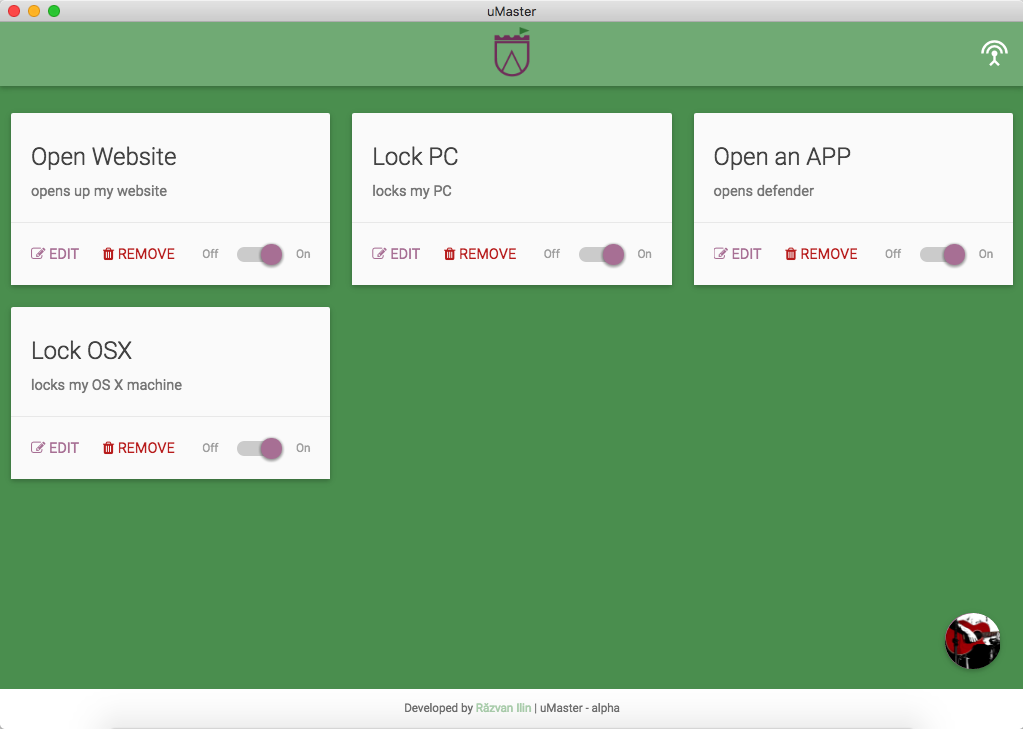 uMaster
Open Website
opens up my website
EDIT REMOVE Off On
Lock PC
locks my PC
EDIT REMOVE Off On
Open an APP
opens defender
EDIT REMOVE Off On
Lock OSX
locks my OS X machine
EDIT REMOVE Off On
Developed by Răzvan Ilin | uMaster - alpha